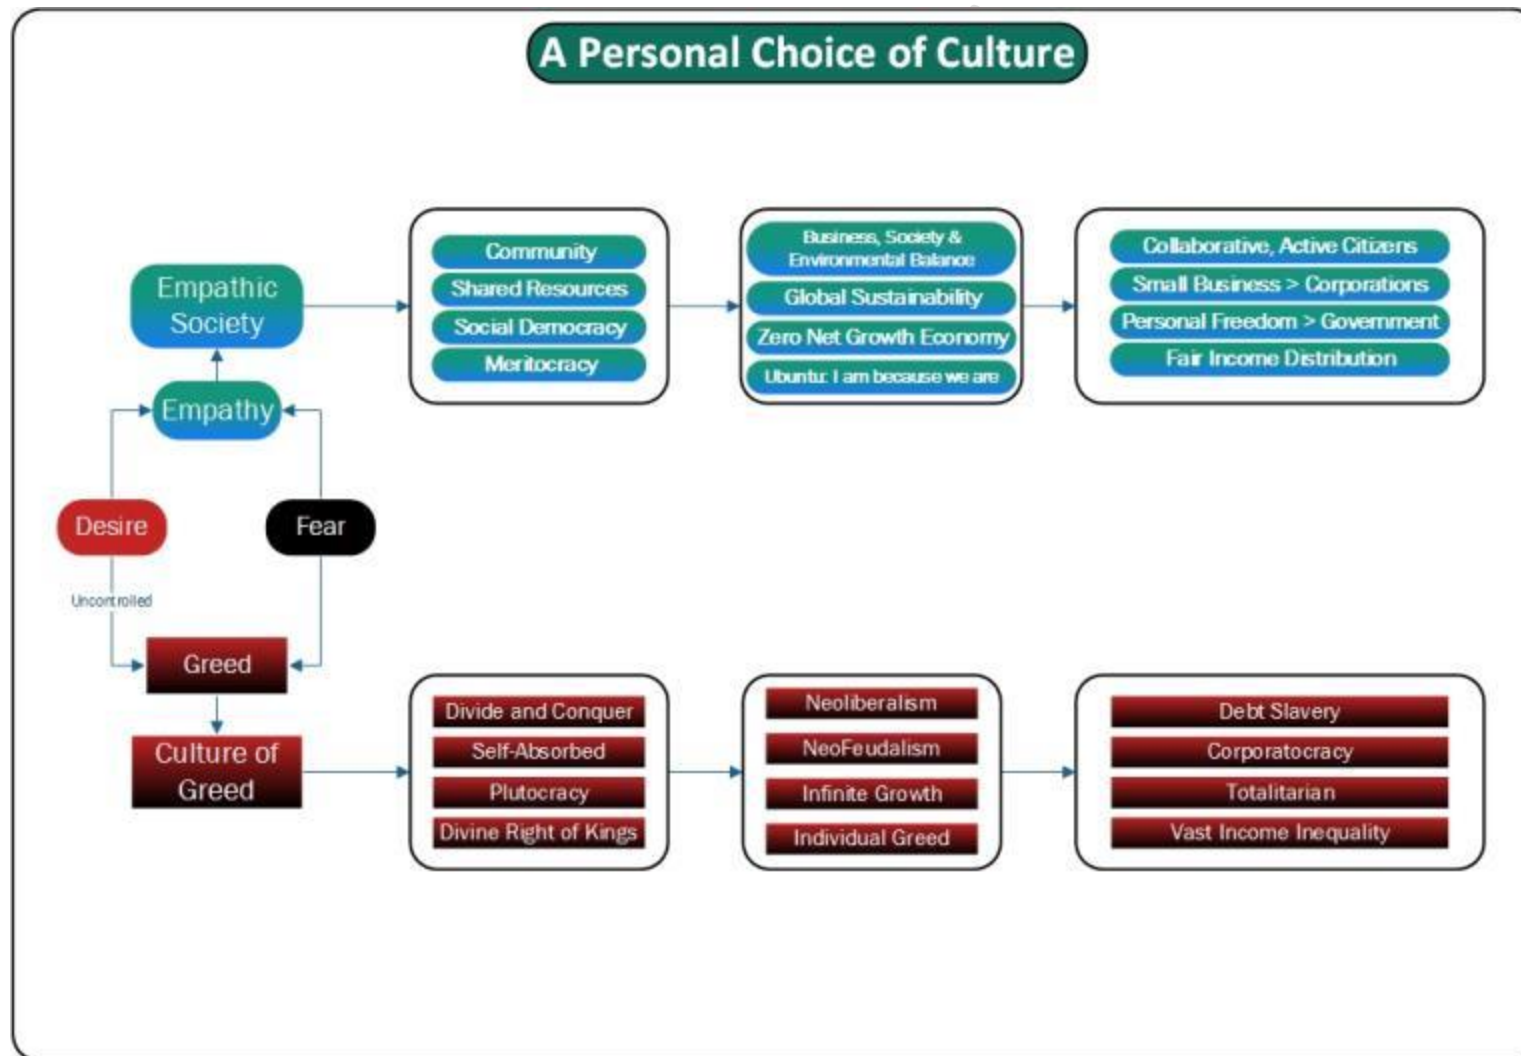 A Personal Choice of Culture
Empathic
Society
Empathy
Desire
Fear
Uncontrolled
Greed
Culture of
Greed
Community
Shared Resources
Social Democracy
Meritocracy
Business, Society &
Environmental Balance
Global Sustainability
Zero Net Growth Economy
Ubuntu: I am because we are
Collaborative, Active Citizens
Small Business > Corporations
Personal Freedom > Government
Fair Income Distribution
Divide and Conquer
Self-Absorbed
Plutocracy
Divine Right of Kings
Neoliberalism
NeoFeudalism
Infinite Growth
Individual Greed
Debt Slavery
Corporatocracy
Totalitarian
Vast Income Inequality